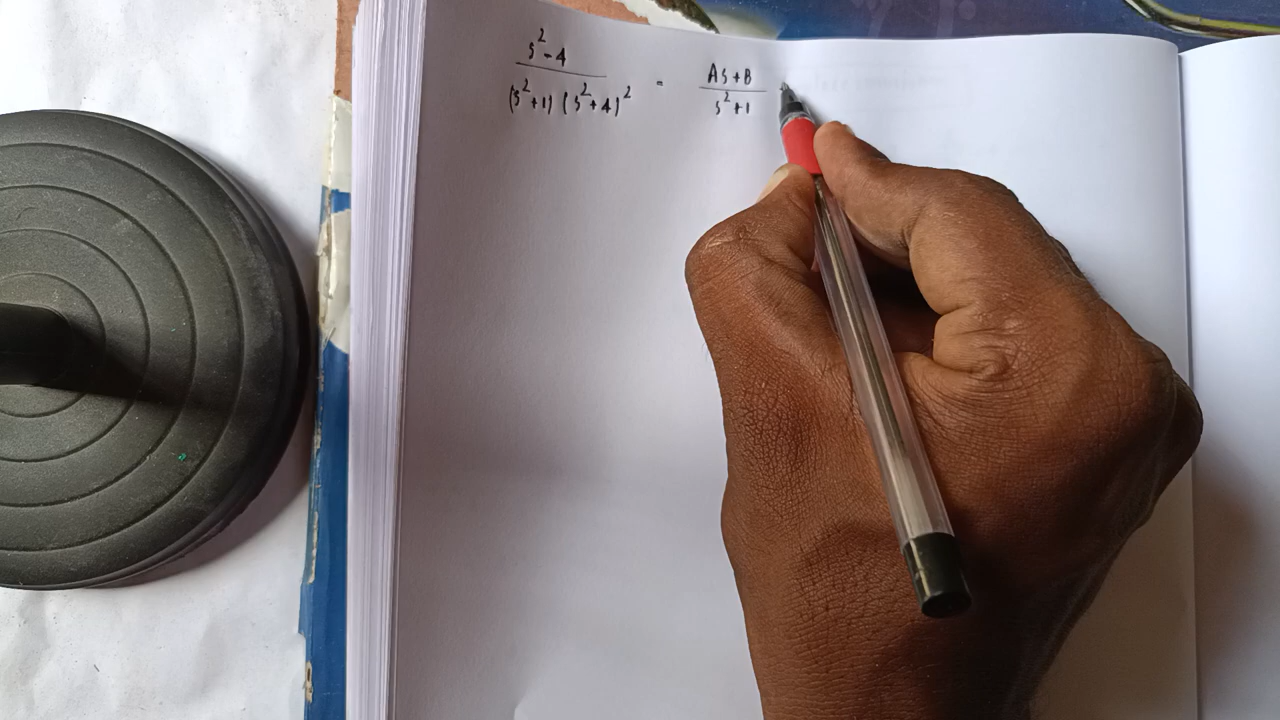 s²-4 / (s²+1)(s²+4)² = As+B / s²+1